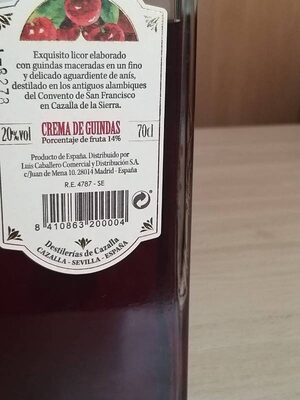 L-8273
Exquisito licor elaborado
con guindas maceradas en un fino
y delicado aguardiente de anís,
destilado en los antiguos alambiques
del Convento de San Francisco
en Cazalla de la Sierra.
20%vol CREMA DE GUINDAS 70cl
Porcentaje de fruta 14%
Producto de España. Distribuido por
Luis Caballero Comercial y Distribución S.A.
c/Juan de Mena 10. 28014 Madrid - España
R.E. 4787 - SE
8 410863 200004
Destilerías de Cazalla
CAZALLA - SEVILLA - ESPAÑA